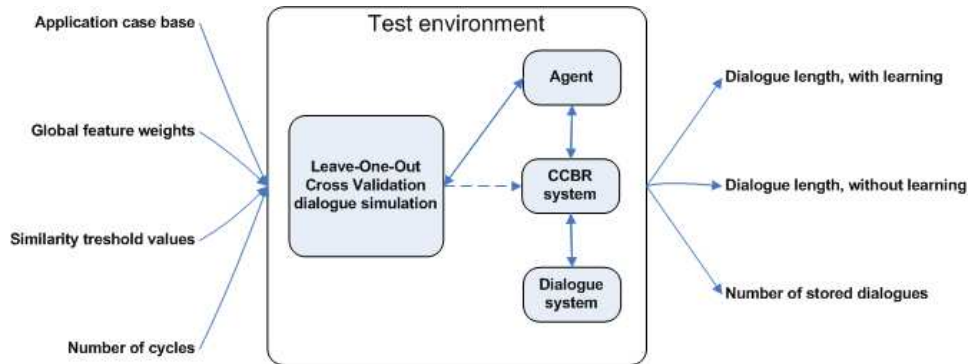 Application case base
Global feature weights
Similarity treshold values
Number of cycles
Test environment
Leave-One-Out
Cross Validation
dialogue simulation
Agent
CCBR
system
Dialogue
system
Dialogue length, with learning
Dialogue length, without learning
Number of stored dialogues